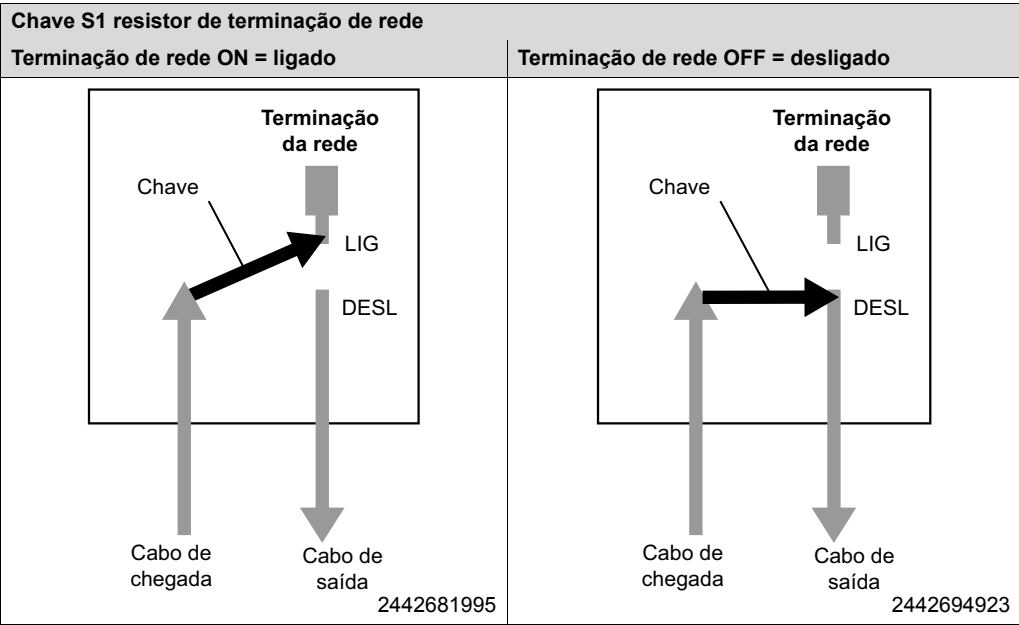 Chave S1 resistor de terminação de rede
Terminação de rede ON = ligado
Terminação de rede OFF = desligado
Terminação
da rede
Chave
LIG
DESL
Cabo de
chegada
Cabo de
saída
2442681995
Terminação
da rede
Chave
LIG
DESL
Cabo de
chegada
Cabo de
saída
2442694923